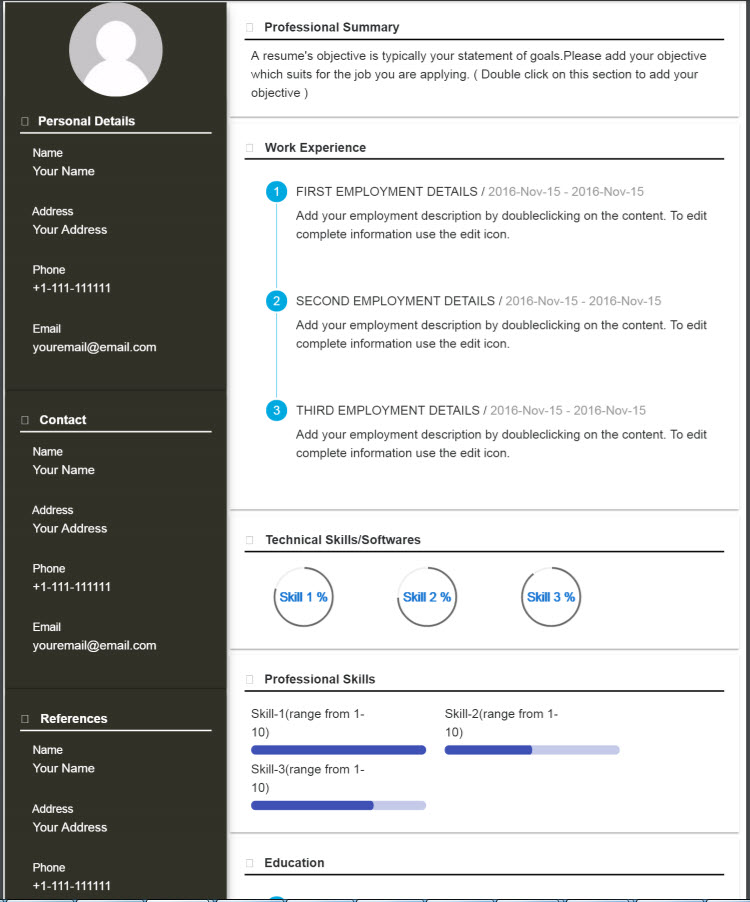 Personal Details
Name
Your Name
Address
Your Address
Phone
+1-111-111111
Email
youremail@email.com
Contact
Name
Your Name
Address
Your Address
Phone
+1-111-111111
Email
youremail@email.com
References
Name
Your Name
Address
Your Address
Phone
+1-111-111111
Professional Summary
A resume's objective is typically your statement of goals.Please add your objective
which suits for the job you are applying. ( Double click on this section to add your
objective )
Work Experience
1 FIRST EMPLOYMENT DETAILS / 2016-Nov-15 - 2016-Nov-15
Add your employment description by doubleclicking on the content. To edit
complete information use the edit icon.
2 SECOND EMPLOYMENT DETAILS / 2016-Nov-15 - 2016-Nov-15
Add your employment description by doubleclicking on the content. To edit
complete information use the edit icon.
3 THIRD EMPLOYMENT DETAILS / 2016-Nov-15 - 2016-Nov-15
Add your employment description by doubleclicking on the content. To edit
complete information use the edit icon.
Technical Skills/Softwares
Skill 1 % Skill 2 % Skill 3 %
Professional Skills
Skill-1(range from 1-
10)
Skill-2(range from 1-
10)
Skill-3(range from 1-
10)
Education